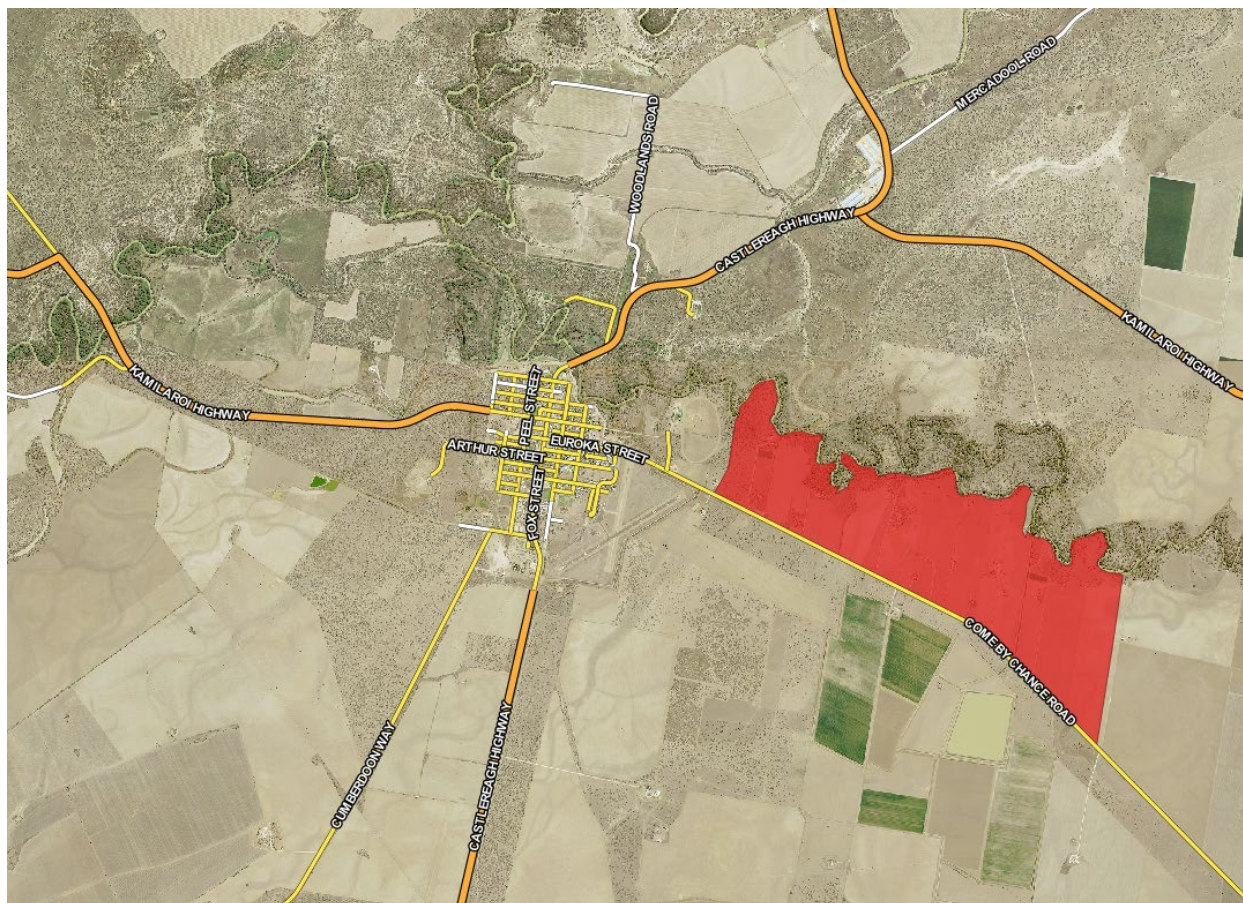 MERCADOOL ROAD
WOODLANDS ROAD
CASTLEREAGH HIGHWAY
KAMILAROI HIGHWAY
KAMILAROI HIGHWAY
PEEL STREET
EUROKA STREET
ARTHUR STREET
FOX STREET
COME BY CHANCE ROAD
CUMBERDOON WAY
CASTLEREAGH HIGHWAY